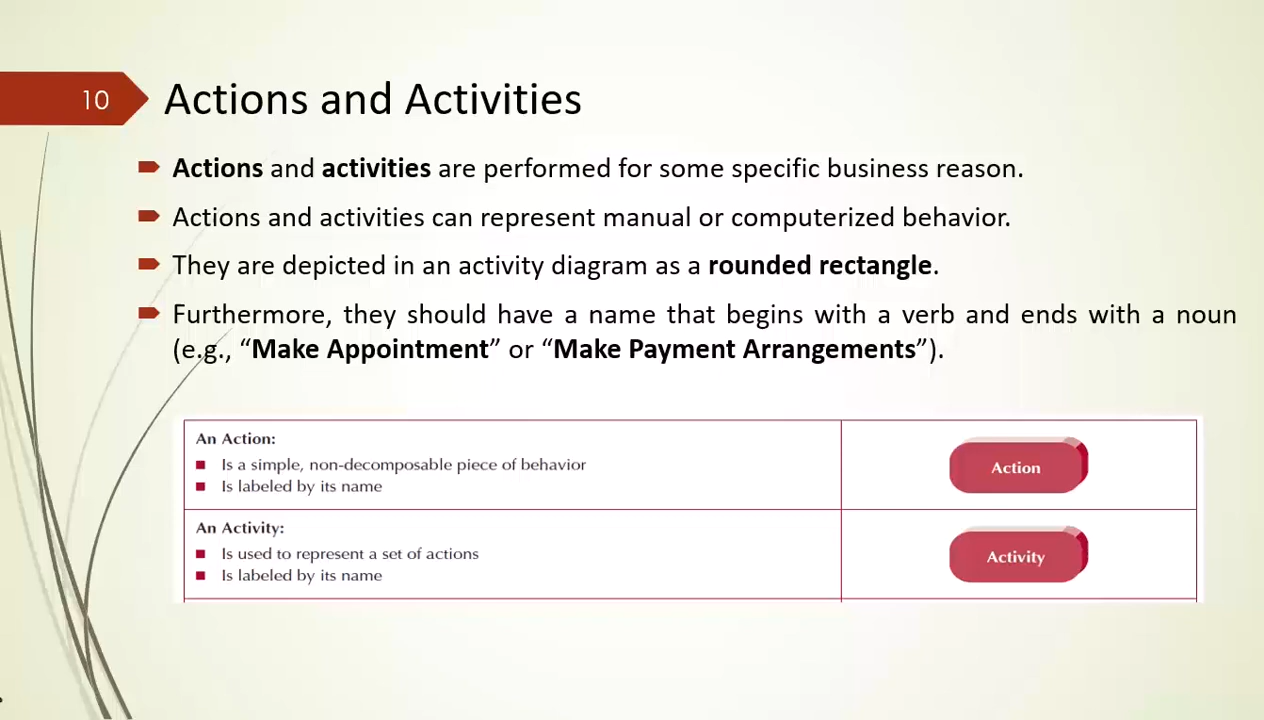 10
Actions and Activities
Actions and activities are performed for some specific business reason.
Actions and activities can represent manual or computerized behavior.
They are depicted in an activity diagram as a rounded rectangle.
Furthermore, they should have a name that begins with a verb and ends with a noun
(e.g., “Make Appointment” or “Make Payment Arrangements”).
An Action:
Is a simple, non-decomposable piece of behavior
Is labeled by its name
Action
An Activity:
Is used to represent a set of actions
Is labeled by its name
Activity